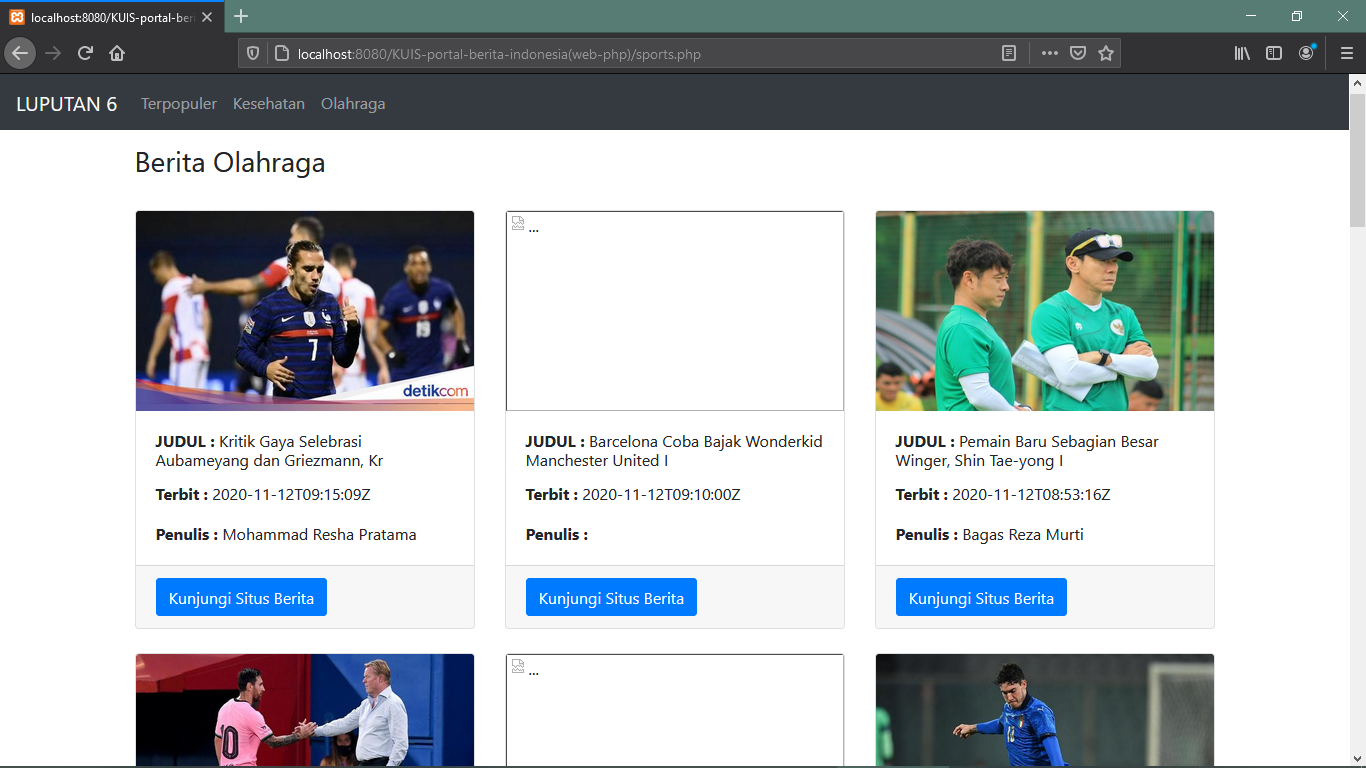 localhost:8080/KUIS-portal-beri
localhost:8080/KUIS-portal-berita-indonesia(web-php)/sports.php
LUPUTAN 6 Terpopuler Kesehatan Olahraga
Berita Olahraga
7
19
detikcom
...
JUDUL : Kritik Gaya Selebrasi
Aubameyang dan Griezmann, Kr
Terbit : 2020-11-12T09:15:09Z
Penulis : Mohammad Resha Pratama
Kunjungi Situs Berita
JUDUL : Barcelona Coba Bajak Wonderkid
Manchester United I
Terbit : 2020-11-12T09:10:00Z
Penulis :
Kunjungi Situs Berita
JUDUL : Pemain Baru Sebagian Besar
Winger, Shin Tae-yong I
Terbit : 2020-11-12T08:53:16Z
Penulis : Bagas Reza Murti
Kunjungi Situs Berita
10
...